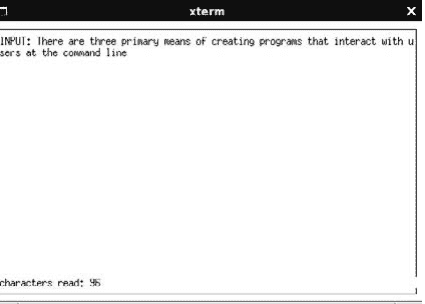 xterm
INPUT: There are three primary means of creating programs that interact with u
sers at the command line
characters read: 96